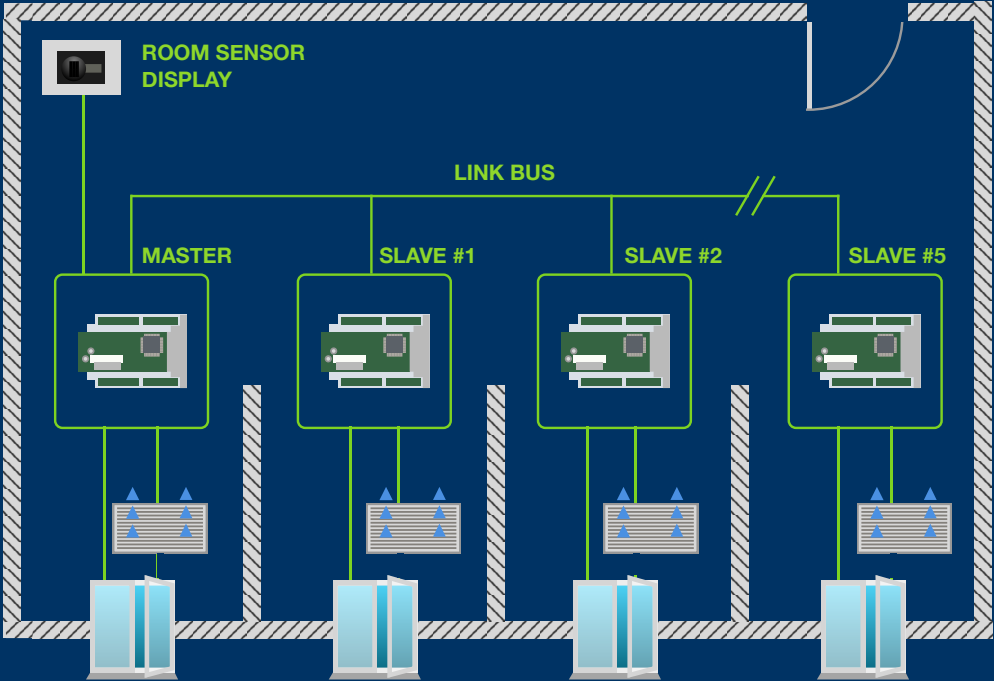 ROOM SENSOR
DISPLAY
LINK BUS
MASTER
SLAVE #1
SLAVE #2
SLAVE #5